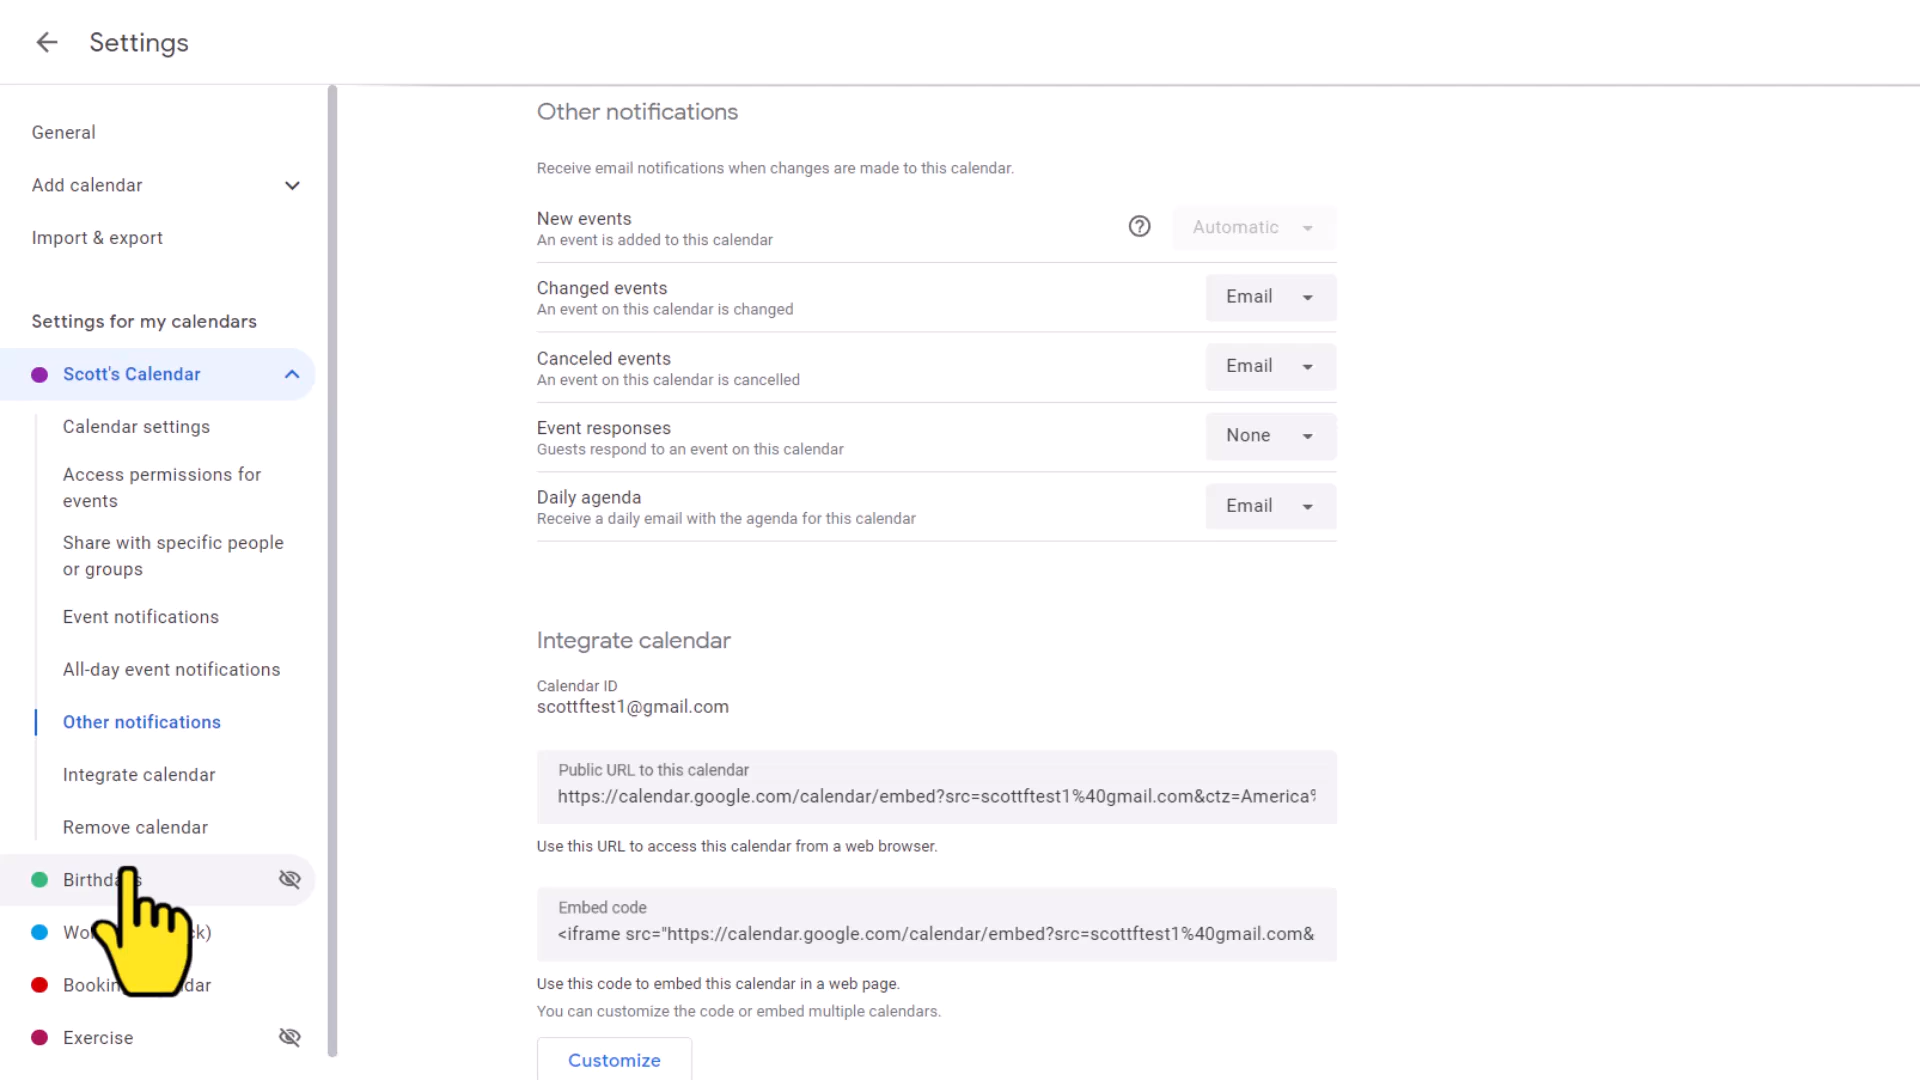 Settings
General
Add calendar
Import & export
Settings for my calendars
Scott's Calendar
Calendar settings
Access permissions for
events
Share with specific people
or groups
Event notifications
All-day event notifications
Other notifications
Integrate calendar
Remove calendar
Exercise
Other notifications
Receive email notifications when changes are made to this calendar.
New events
An event is added to this calendar
Automatic
Changed events
An event on this calendar is changed
Email
Canceled events
An event on this calendar is cancelled
Email
Event responses
Guests respond to an event on this calendar
None
Daily agenda
Receive a daily email with the agenda for this calendar
Email
Integrate calendar
Calendar ID
scottftest1@gmail.com
Public URL to this calendar
https://calendar.google.com/calendar/embed?src=scottftest1%40gmail.com&ctz=America%
Use this URL to access this calendar from a web browser.
Embed code
<iframe src="https://calendar.google.com/calendar/embed?src=scottftest1%40gmail.com&
Use this code to embed this calendar in a web page.
You can customize the code or embed multiple calendars.
Customize